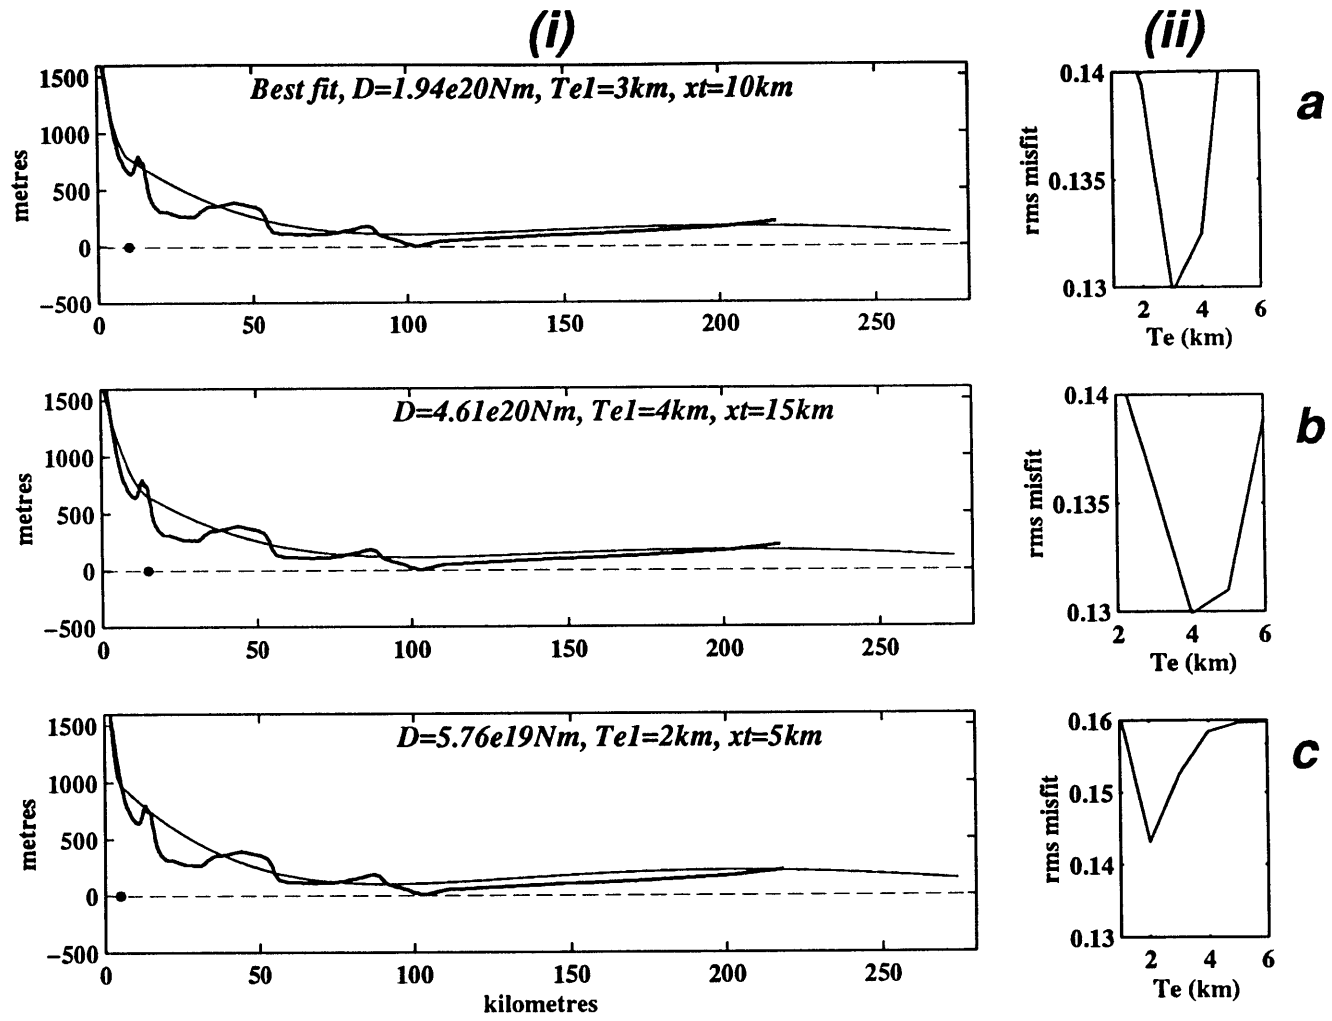 (i)
(ii)
a
Best fit, D=1.94e20Nm, Te1=3km, xt=10km
metres
1500
1000
500
0
−500
0 50 100 150 200 250
rms misfit
0.14
0.135
0.13
2 4 6
Te (km)
b
D=4.61e20Nm, Te1=4km, xt=15km
metres
1500
1000
500
0
−500
0 50 100 150 200 250
rms misfit
0.14
0.135
0.13
2 4 6
Te (km)
c
D=5.76e19Nm, Te1=2km, xt=5km
metres
1500
1000
500
0
−500
0 50 100 150 200 250
kilometres
rms misfit
0.16
0.15
0.14
0.13
2 4 6
Te (km)